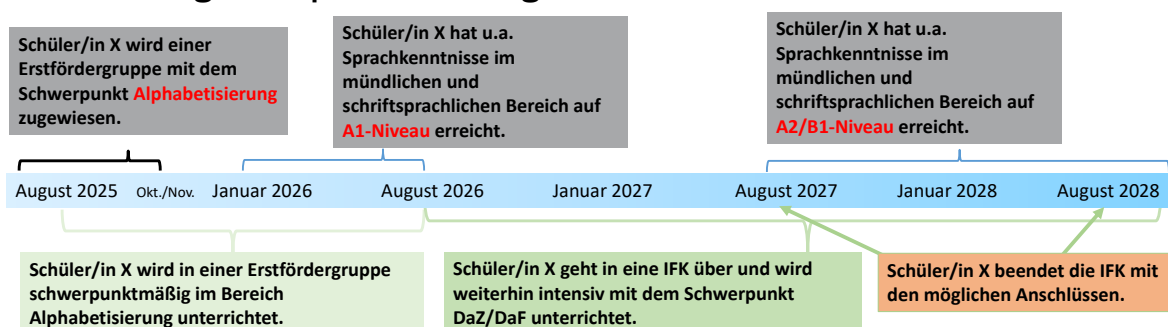 Schüler/in X wird einer
Erstfördergruppe mit dem
Schwerpunkt Alphabetisierung
zugewiesen.
Schüler/in X hat u.a.
Sprachkenntnisse im
mündlichen und
schriftsprachlichen Bereich auf
A1-Niveau erreicht.
Schüler/in X hat u.a.
Sprachkenntnisse im
mündlichen und
schriftsprachlichen Bereich auf
A2/B1-Niveau erreicht.
August 2025 Okt./Nov. Januar 2026 August 2026 Januar 2027 August 2027 Januar 2028 August 2028
Schüler/in X wird in einer Erstfördergruppe
schwerpunktmäßig im Bereich
Alphabetisierung unterrichtet.
Schüler/in X geht in eine IFK über und wird
weiterhin intensiv mit dem Schwerpunkt
DaZ/DaF unterrichtet.
Schüler/in X beendet die IFK mit
den möglichen Anschlüssen.